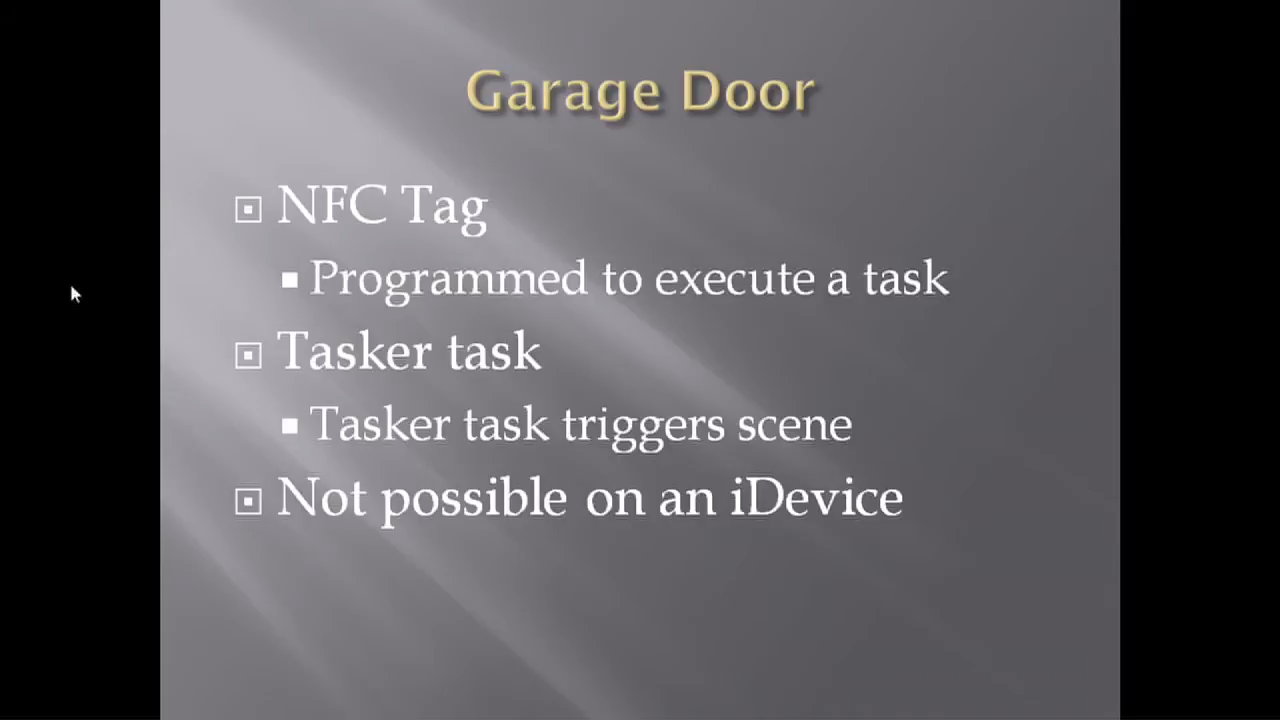 Garage Door
NFC Tag
Programmed to execute a task
Tasker task
Tasker task triggers scene
Not possible on an iDevice